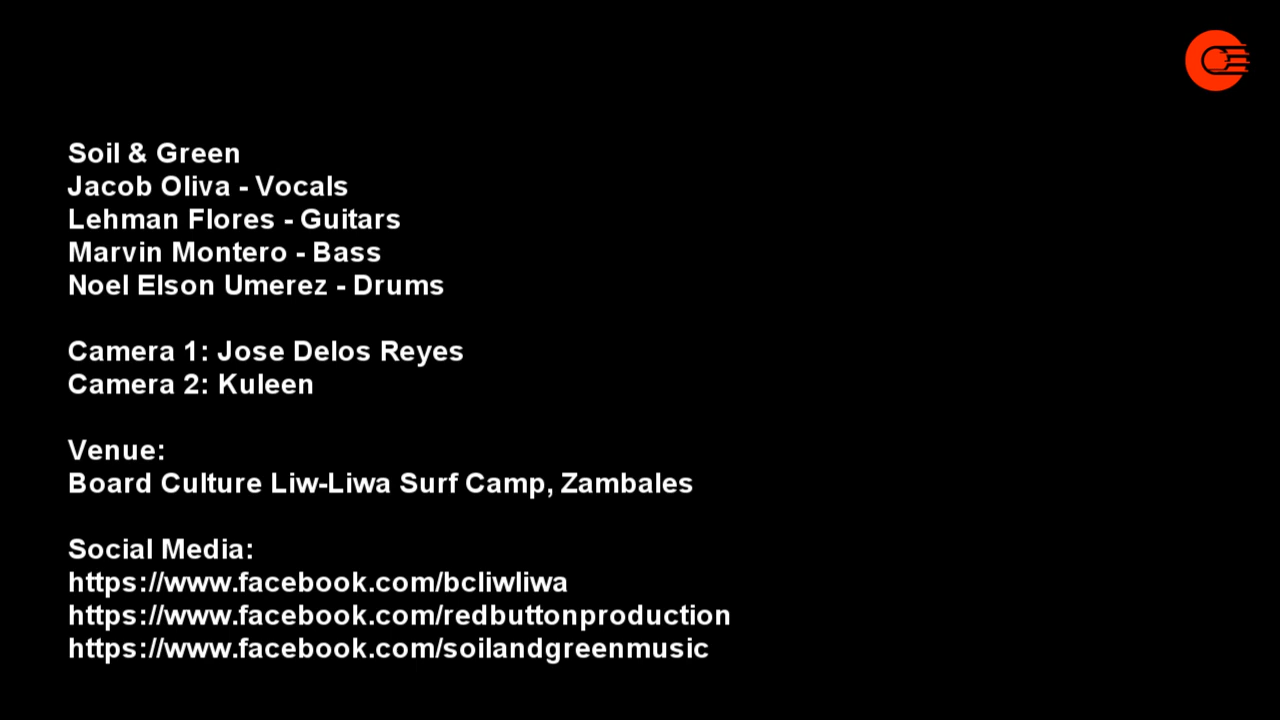 Soil & Green
Jacob Oliva - Vocals
Lehman Flores - Guitars
Marvin Montero - Bass
Noel Elson Umerez - Drums
Camera 1: Jose Delos Reyes
Camera 2: Kuleen
Venue:
Board Culture Liw-Liwa Surf Camp, Zambales
Social Media:
https://www.facebook.com/bcliwliwa
https://www.facebook.com/redbuttonproduction
https://www.facebook.com/soilandgreenmusic